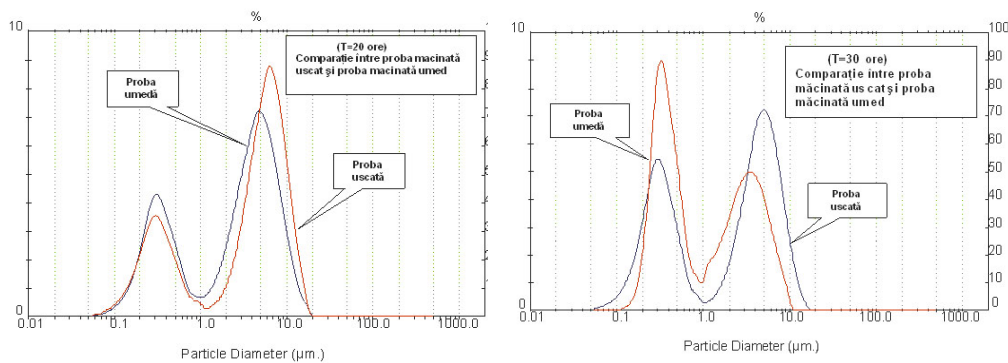 %
10
(T=20 ore)
Comparație între proba macinată
uscat și proba macinată umed
Proba
umedă
Proba
uscată
0
0.01
0.1
1.0
10.0
100.0
1000.0
Particle Diameter (µm.)
%
10
100
90
80
70
60
50
40
30
20
10
0
(T=30 ore)
Comparație între proba
măcinată us cat și proba
măcinată umed
Proba
umedă
Proba
uscată
0
0.01
0.1
1.0
10.0
100.0
1000.0
Particle Diameter (µm.)